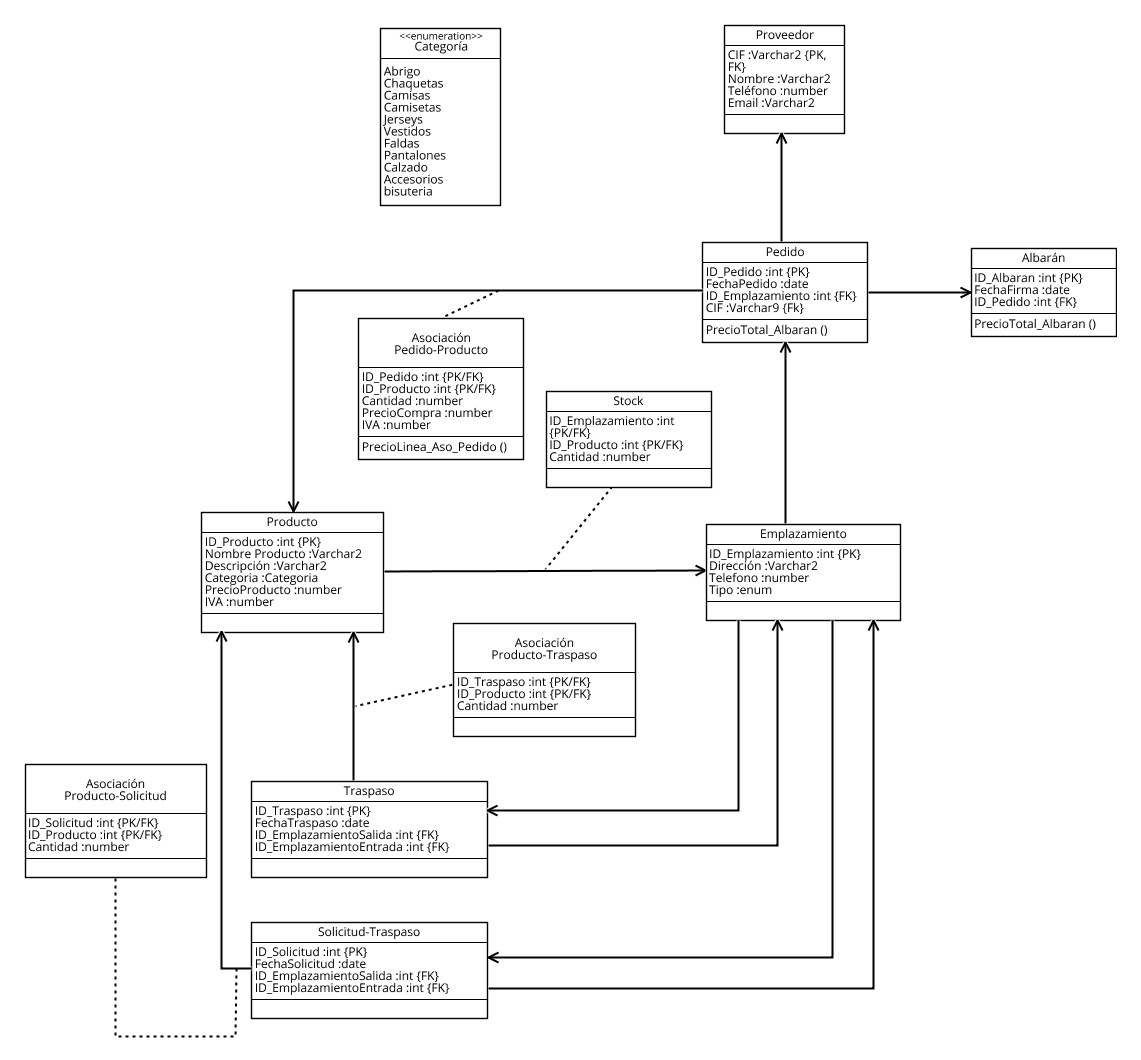 <<enumeration>>
Categoría
Abrigo
Chaquetas
Camisas
Camisetas
Jerseys
Vestidos
Faldas
Pantalones
Calzado
Accesorios
bisuteria
Proveedor
CIF :Varchar2 {PK,
FK}
Nombre :Varchar2
Teléfono :number
Email :Varchar2
Pedido
ID_Pedido :int {PK}
FechaPedido :date
ID_Emplazamiento :int {FK}
CIF :Varchar9 {Fk}
PrecioTotal_Albaran ()
Albarán
ID_Albaran :int {PK}
FechaFirma :date
ID_Pedido :int {FK}
PrecioTotal_Albaran ()
Asociación
Pedido-Producto
ID_Pedido :int {PK/FK}
ID_Producto :int {PK/FK}
Cantidad :number
PrecioCompra :number
IVA :number
PrecioLinea_Aso_Pedido ()
Stock
ID_Emplazamiento :int
{PK/FK}
ID_Producto :int {PK/FK}
Cantidad :number
Producto
ID_Producto :int {PK}
Nombre Producto :Varchar2
Descripción :Varchar2
Categoria :Categoria
PrecioProducto :number
IVA :number
Emplazamiento
ID_Emplazamiento :int {PK}
Dirección :Varchar2
Telefono :number
Tipo :enum
Asociación
Producto-Traspaso
ID_Traspaso :int {PK/FK}
ID_Producto :int {PK/FK}
Cantidad :number
Asociación
Producto-Solicitud
ID_Solicitud :int {PK/FK}
ID_Producto :int {PK/FK}
Cantidad :number
Traspaso
ID_Traspaso :int {PK}
FechaTraspaso :date
ID_EmplazamientoSalida :int {FK}
ID_EmplazamientoEntrada :int {FK}
Solicitud-Traspaso
ID_Solicitud :int {PK}
FechaSolicitud :date
ID_EmplazamientoSalida :int {FK}
ID_EmplazamientoEntrada :int {FK}